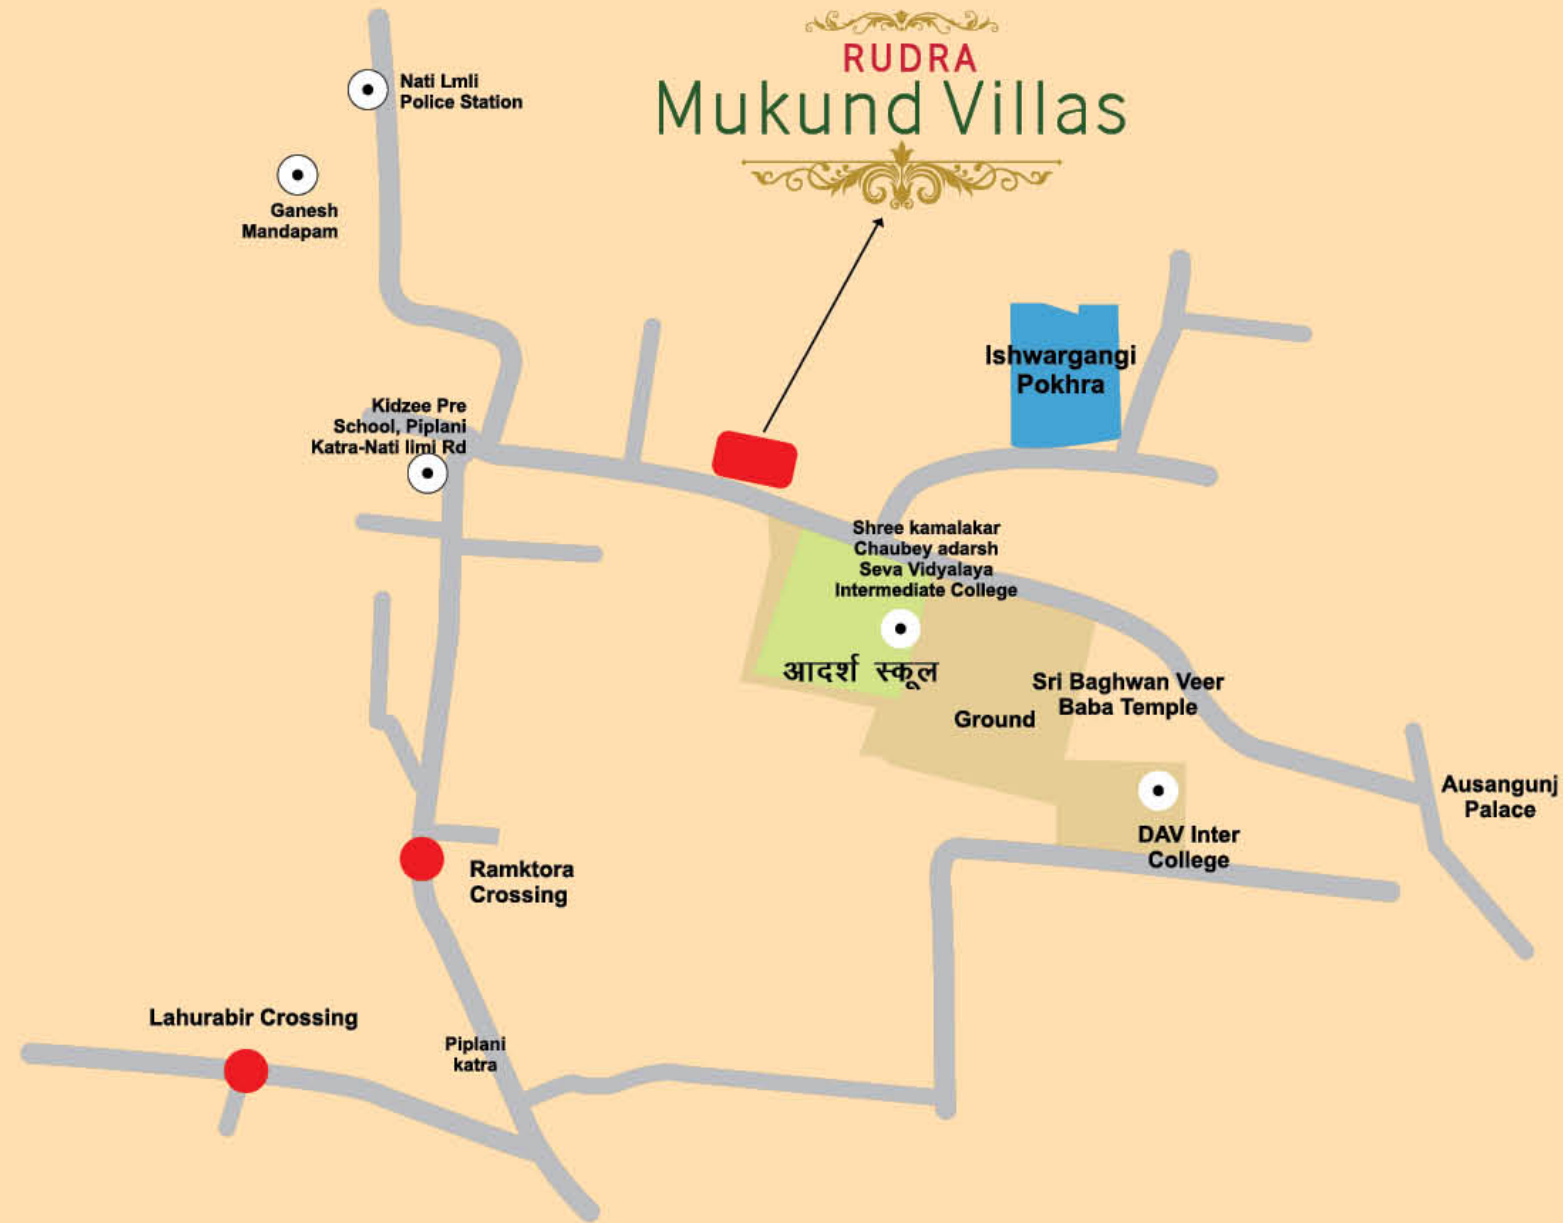 RUDRA
Mukund Villas
Nati Lmli
Police Station
Ganesh
Mandapam
Ishwargangi
Pokhra
Kidzee Pre
School, Piplani
Katra-Nati limi Rd
Shree kamalakar
Chaubey adarsh
Seva Vidyalaya
Intermediate College
आदर्श स्कूल
Sri Baghwan Veer
Baba Temple
Ground
Ausangunj
Palace
DAV Inter
College
Ramktora
Crossing
Lahurabir Crossing
Piplani
katra